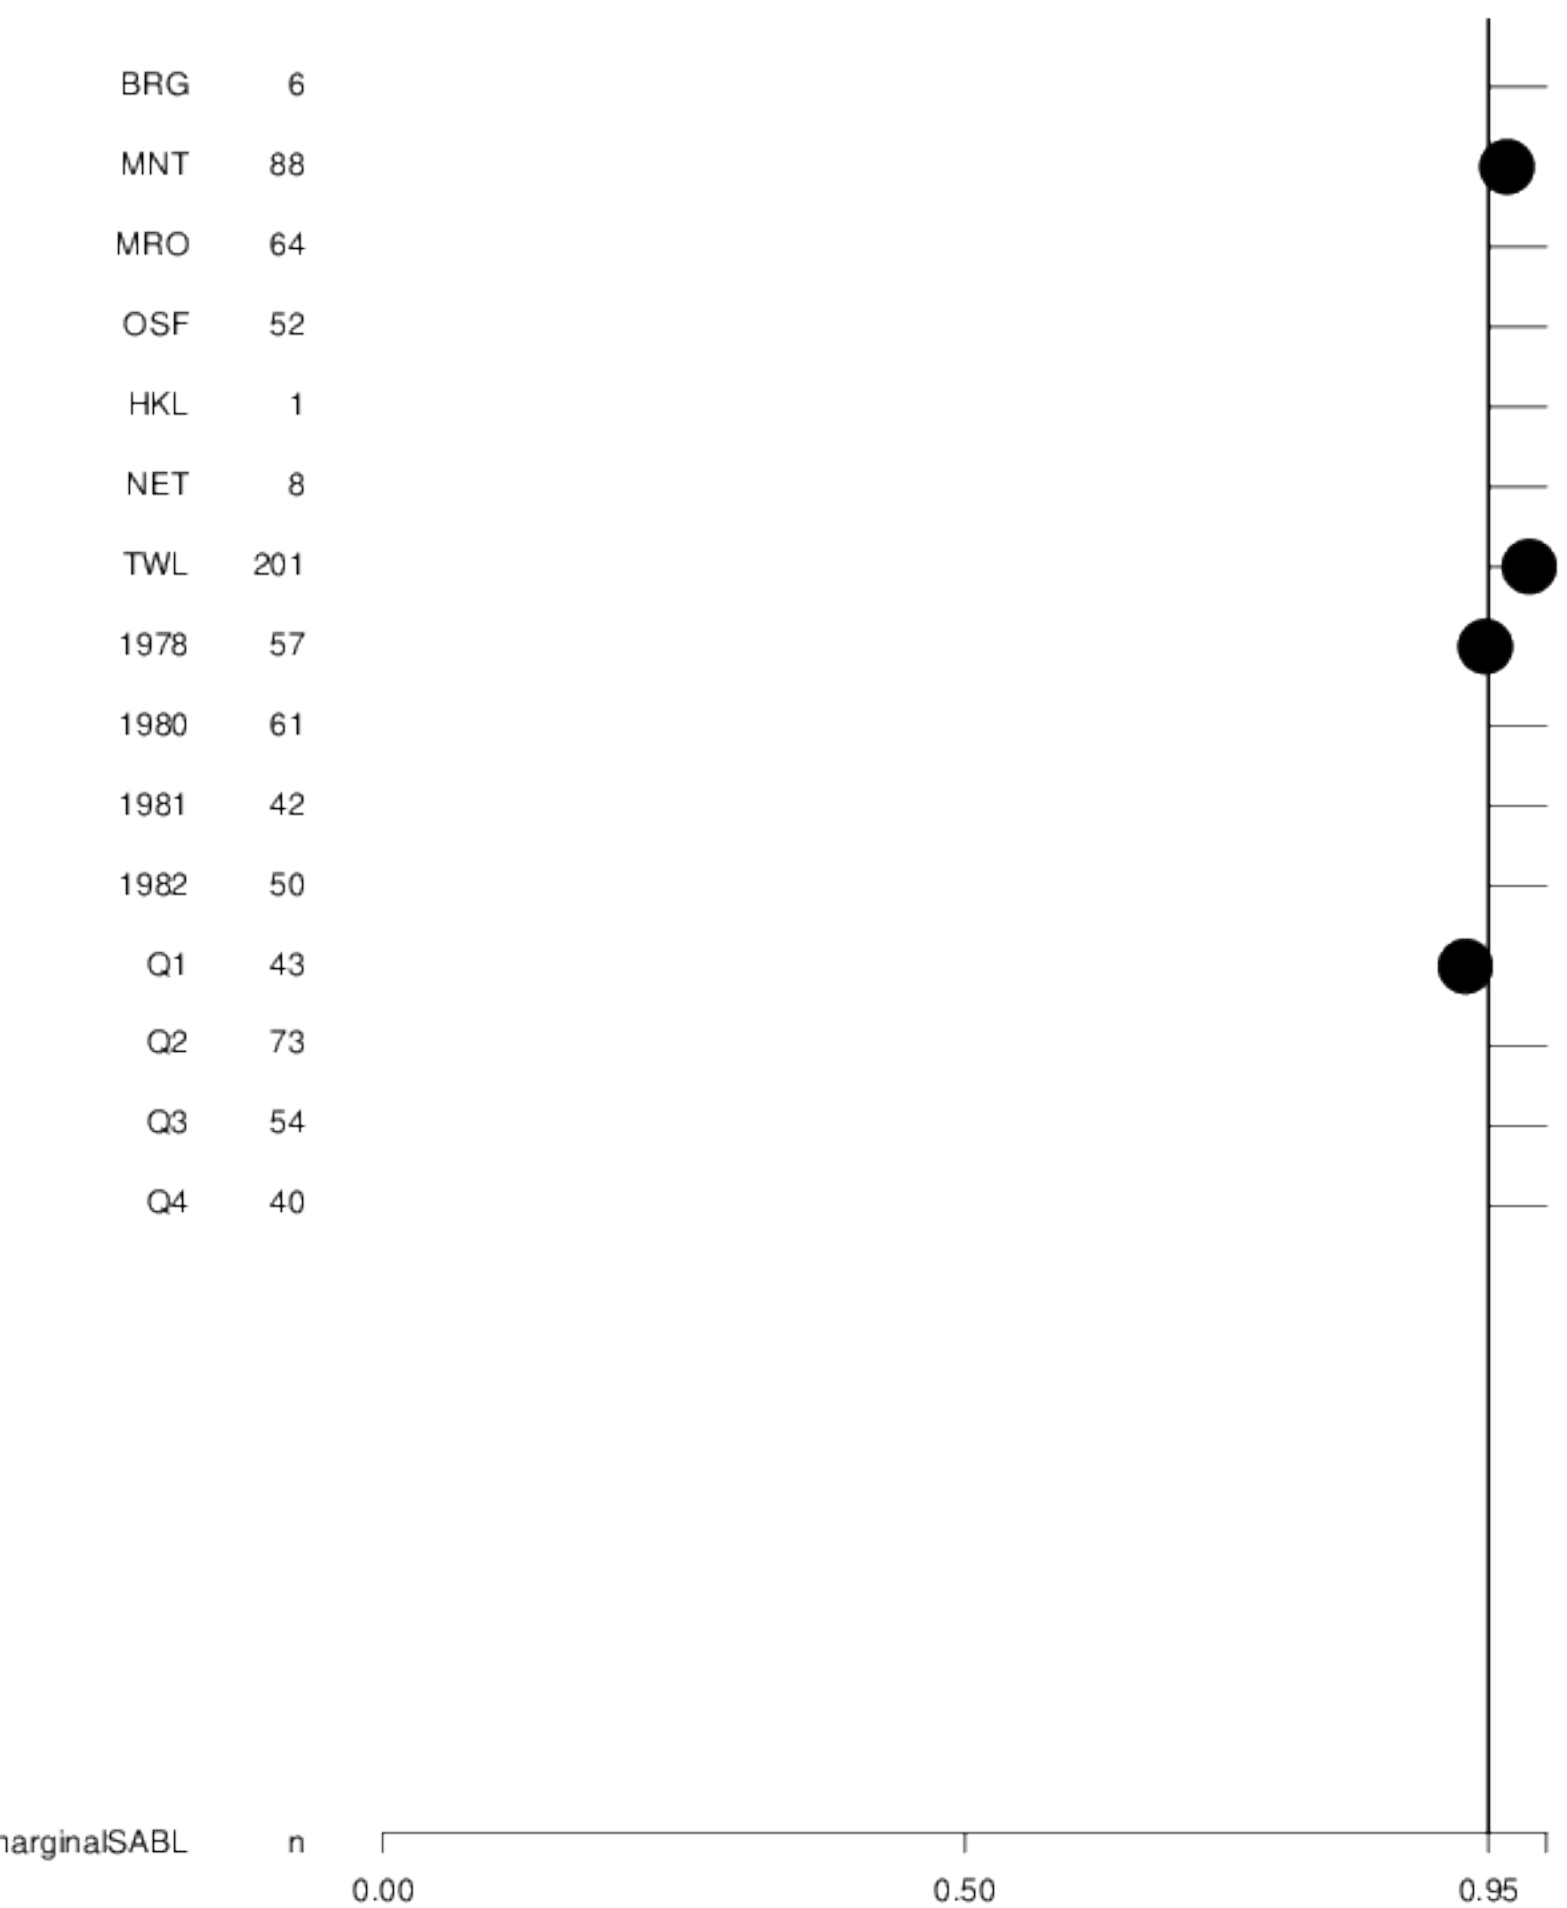 BRG 6
MNT 88
MRO 64
OSF 52
HKL 1
NET 8
TWL 201
1978 57
1980 61
1981 42
1982 50
Q1 43
Q2 73
Q3 54
Q4 40
arginalSABL n
0.00 0.50 0.95